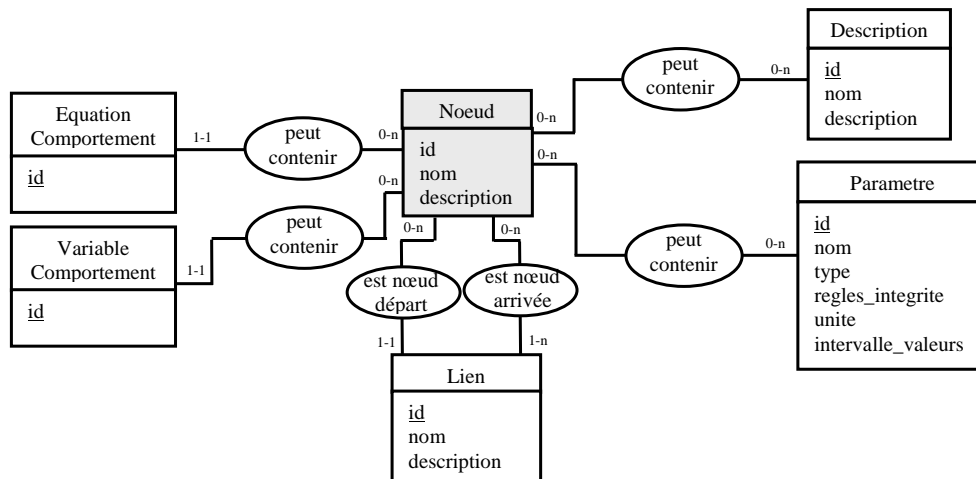 Description
id
nom
description
peut
contenir
0-n
0-n
Equation
Comportement
id
1-1
peut
contenir
0-n
Noeud
id
nom
description
0-n
0-n
0-n
Variable
Comportement
id
1-1
peut
contenir
0-n
0-n
est nœud
départ
est nœud
arrivée
1-1
1-n
Lien
id
nom
description
peut
contenir
0-n
Parametre
id
nom
type
regles_integrite
unite
intervalle_valeurs